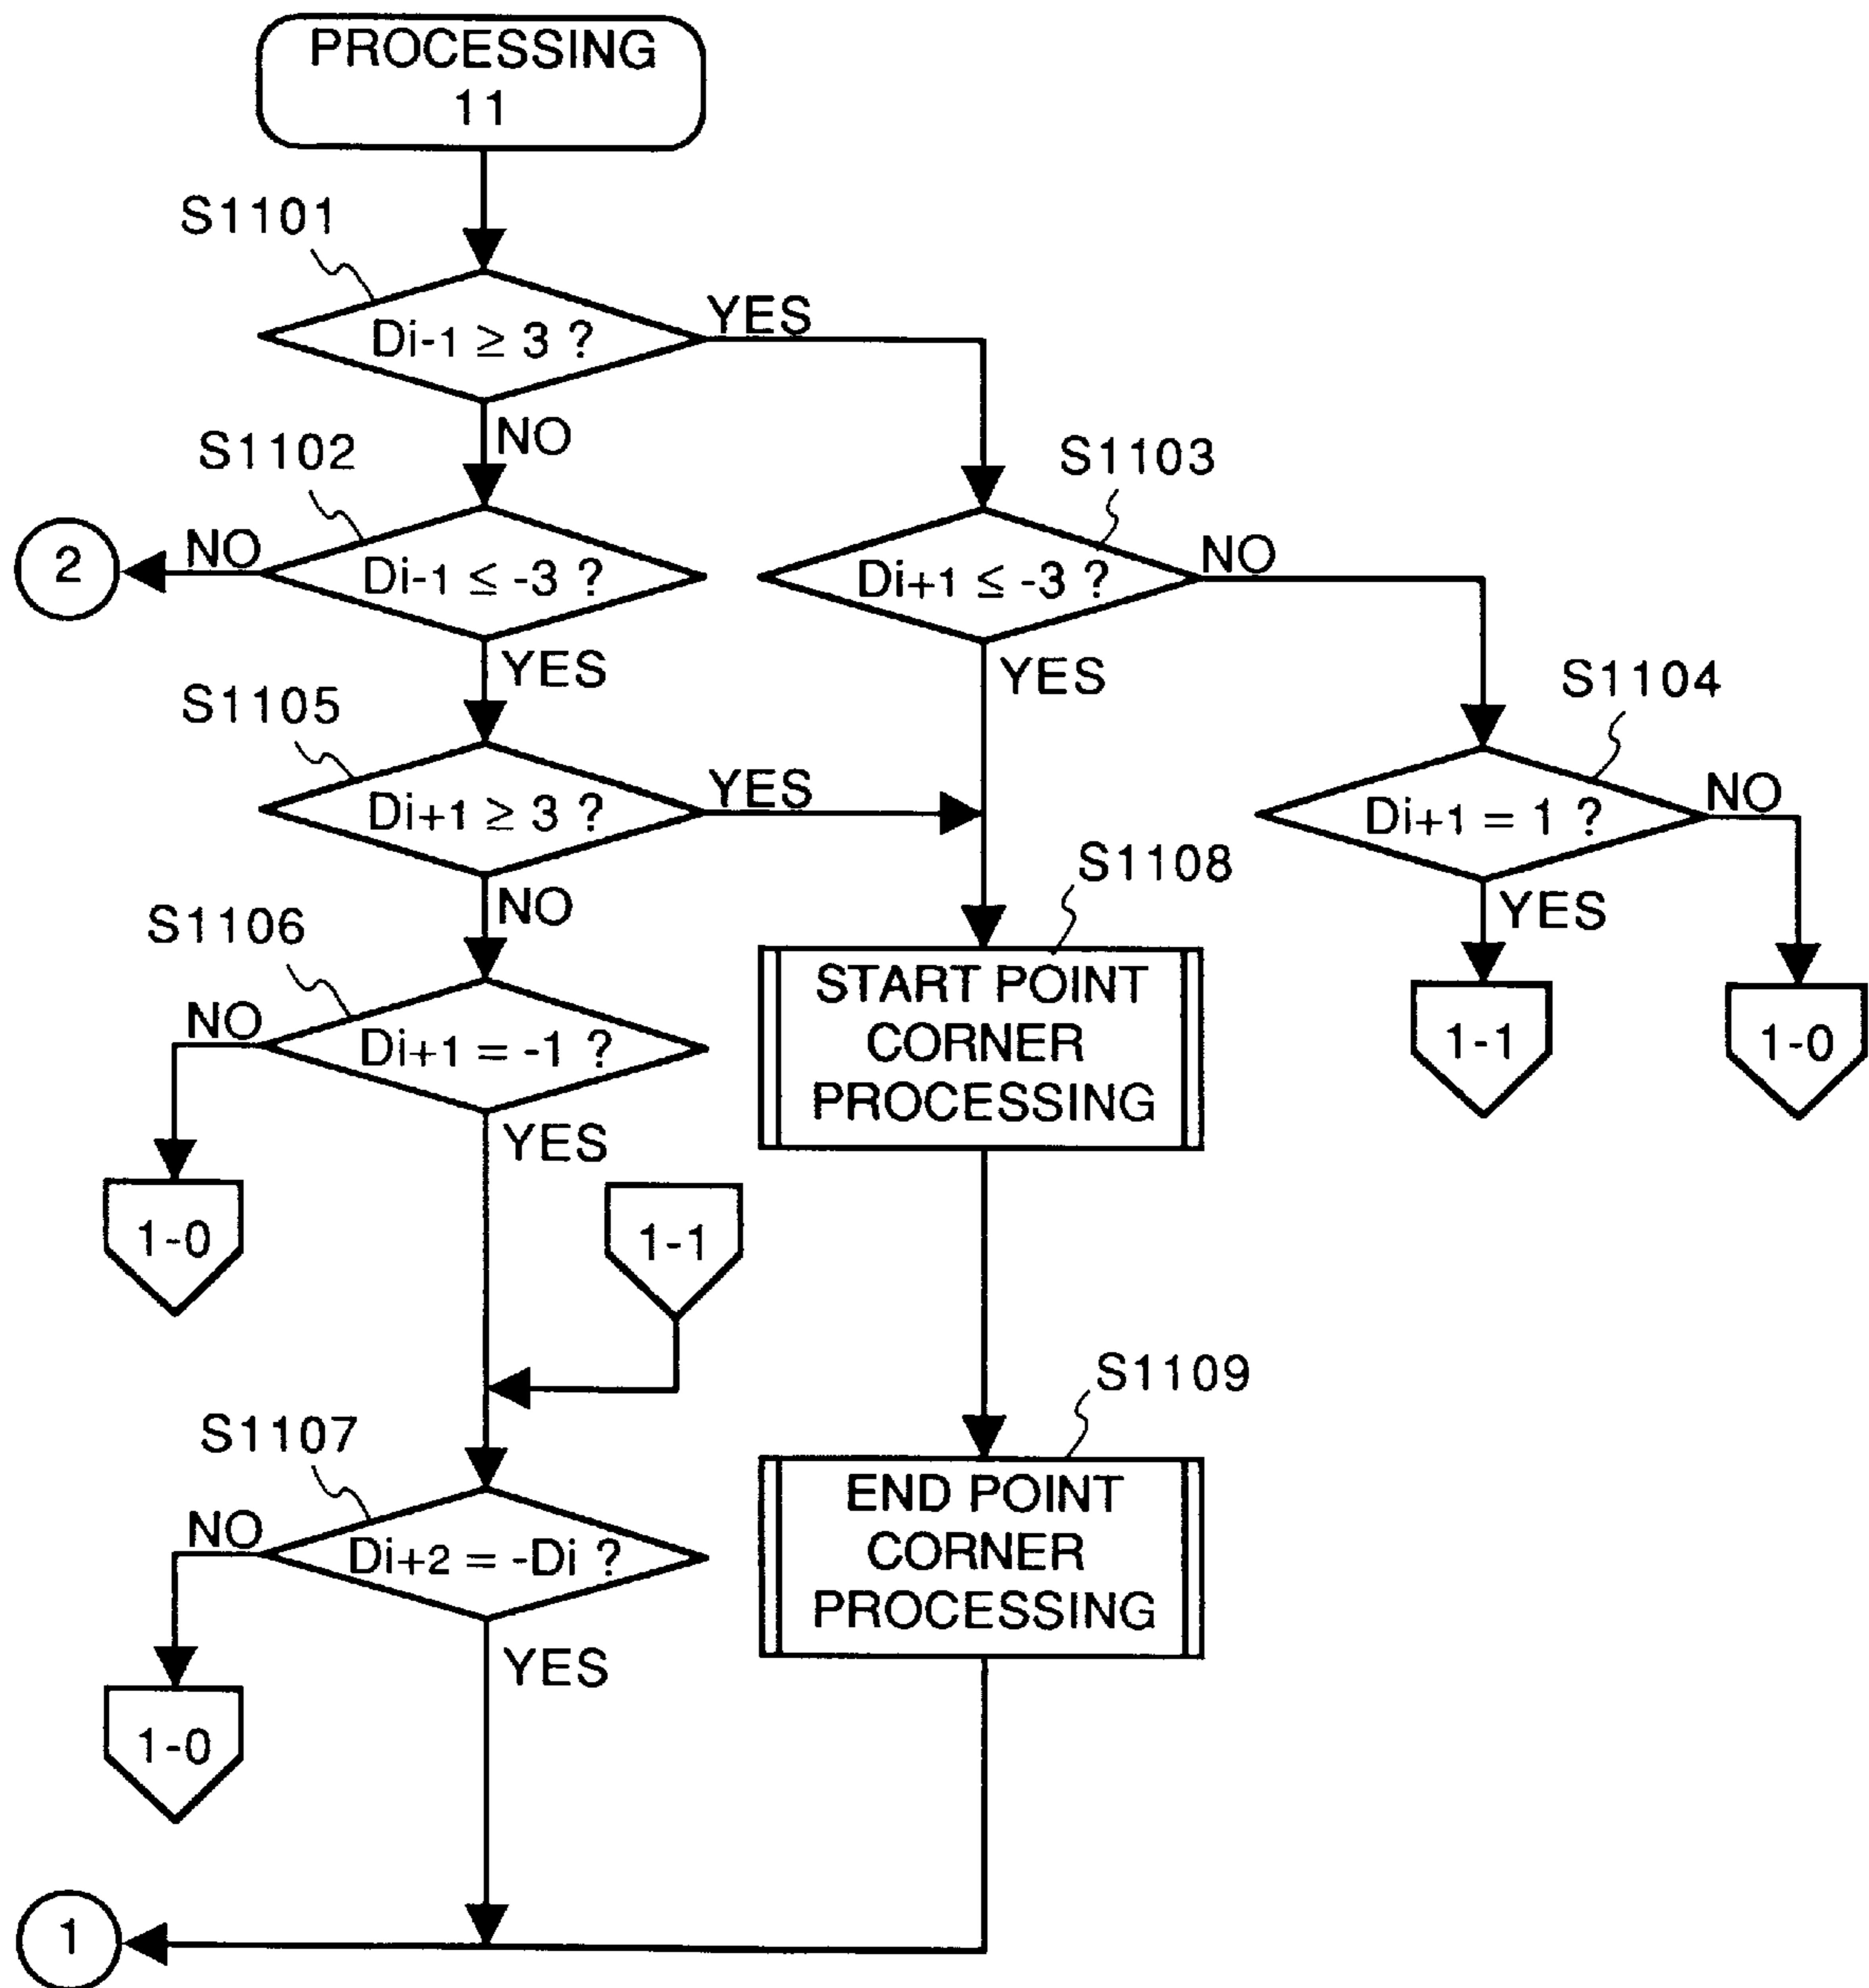 PROCESSING
11
S1101
Di-1 ≥ 3 ?
YES
NO
S1102
S1103
2
NO
Di-1 ≤ -3 ?
Di+1 ≤ -3 ?
NO
YES
YES
S1105
S1104
Di+1 ≥ 3 ?
YES
Di+1 = 1 ?
NO
NO
S1108
YES
S1106
START POINT
CORNER
PROCESSING
NO
Di+1 = -1 ?
1-1
1-0
YES
1-0
1-1
S1109
S1107
END POINT
CORNER
PROCESSING
NO
Di+2 = -Di ?
YES
1-0
1